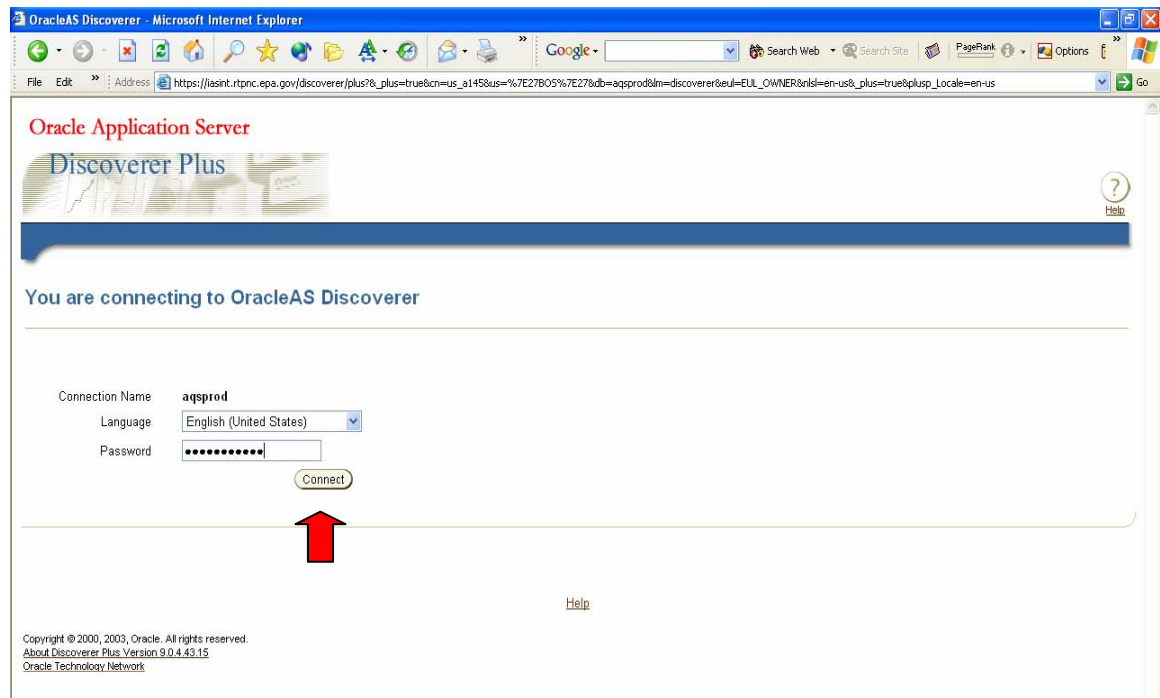 OracleAS Discoverer - Microsoft Internet Explorer
Google Search Web Search Site PageRank Options
File Edit » Address https://iasint.rtpnc.epa.gov/discoverer/plus?&_plus=true&cn=us_a145&us=%7E27BO5%7E27&db=aqsprod&lm=discoverer&eul=EUL_OWNER&nlsl=en-us&_plus=true&plusp_Locale=en-us Go
Oracle Application Server
Discoverer Plus
?
Help
You are connecting to OracleAS Discoverer
Connection Name aqsprod
Language English (United States)
Password •••••••••••
Connect
Help
Copyright © 2000, 2003, Oracle. All rights reserved.
About Discoverer Plus Version 9.0.4.43.15
Oracle Technology Network